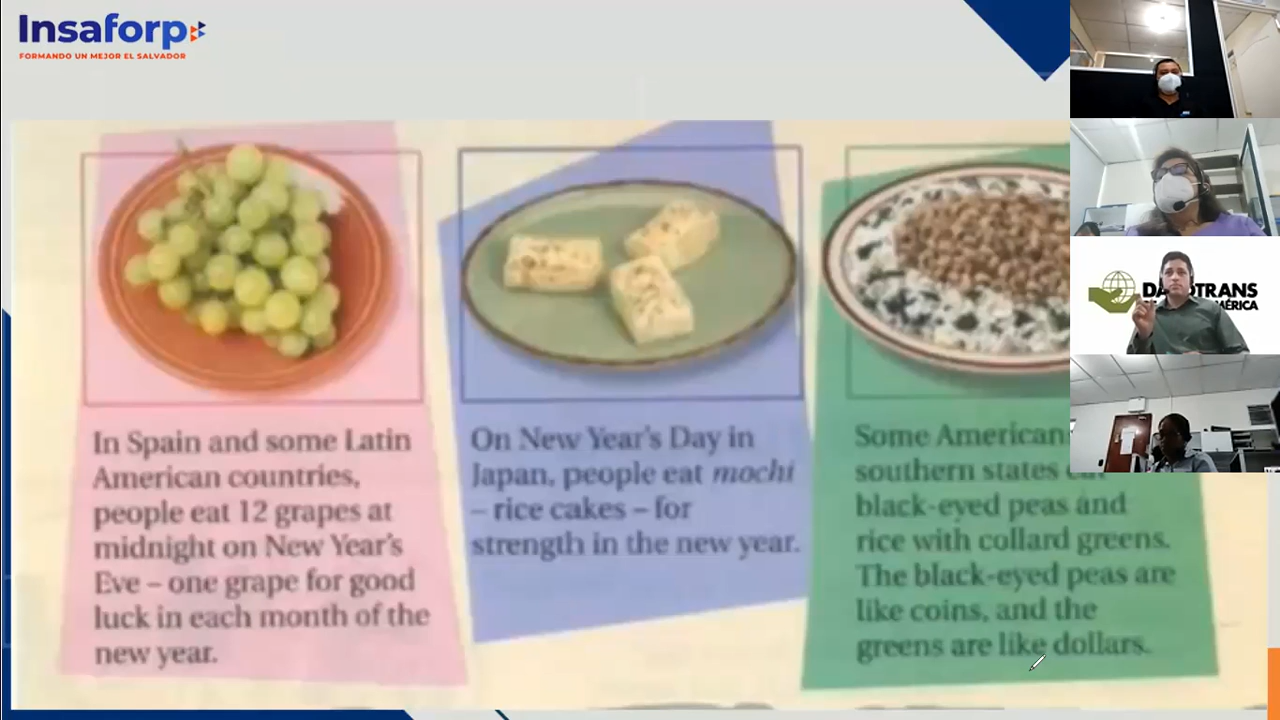 Insaforp
FORMANDO UN MEJOR EL SALVADOR
In Spain and some Latin
American countries,
people eat 12 grapes at
midnight on New Year's
Eve – one grape for good
luck in each month of the
new year.
On New Year's Day in
Japan, people eat mochi
– rice cakes – for
strength in the new year.
Some American
southern states eat
black-eyed peas and
rice with collard greens.
The black-eyed peas are
like coins, and the
greens are like dollars.
TRANS